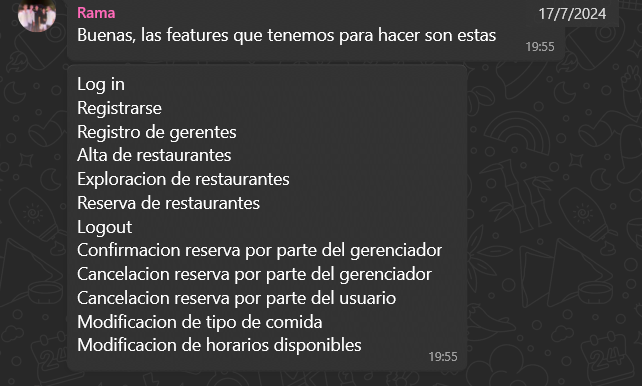 Rama
17/7/2024
Buenas, las features que tenemos para hacer son estas
19:55
Log in
Registrarse
Registro de gerentes
Alta de restaurantes
Exploracion de restaurantes
Reserva de restaurantes
Logout
Confirmacion reserva por parte del gerenciador
Cancelacion reserva por parte del gerenciador
Cancelacion reserva por parte del usuario
Modificacion de tipo de comida
Modificacion de horarios disponibles
19:55